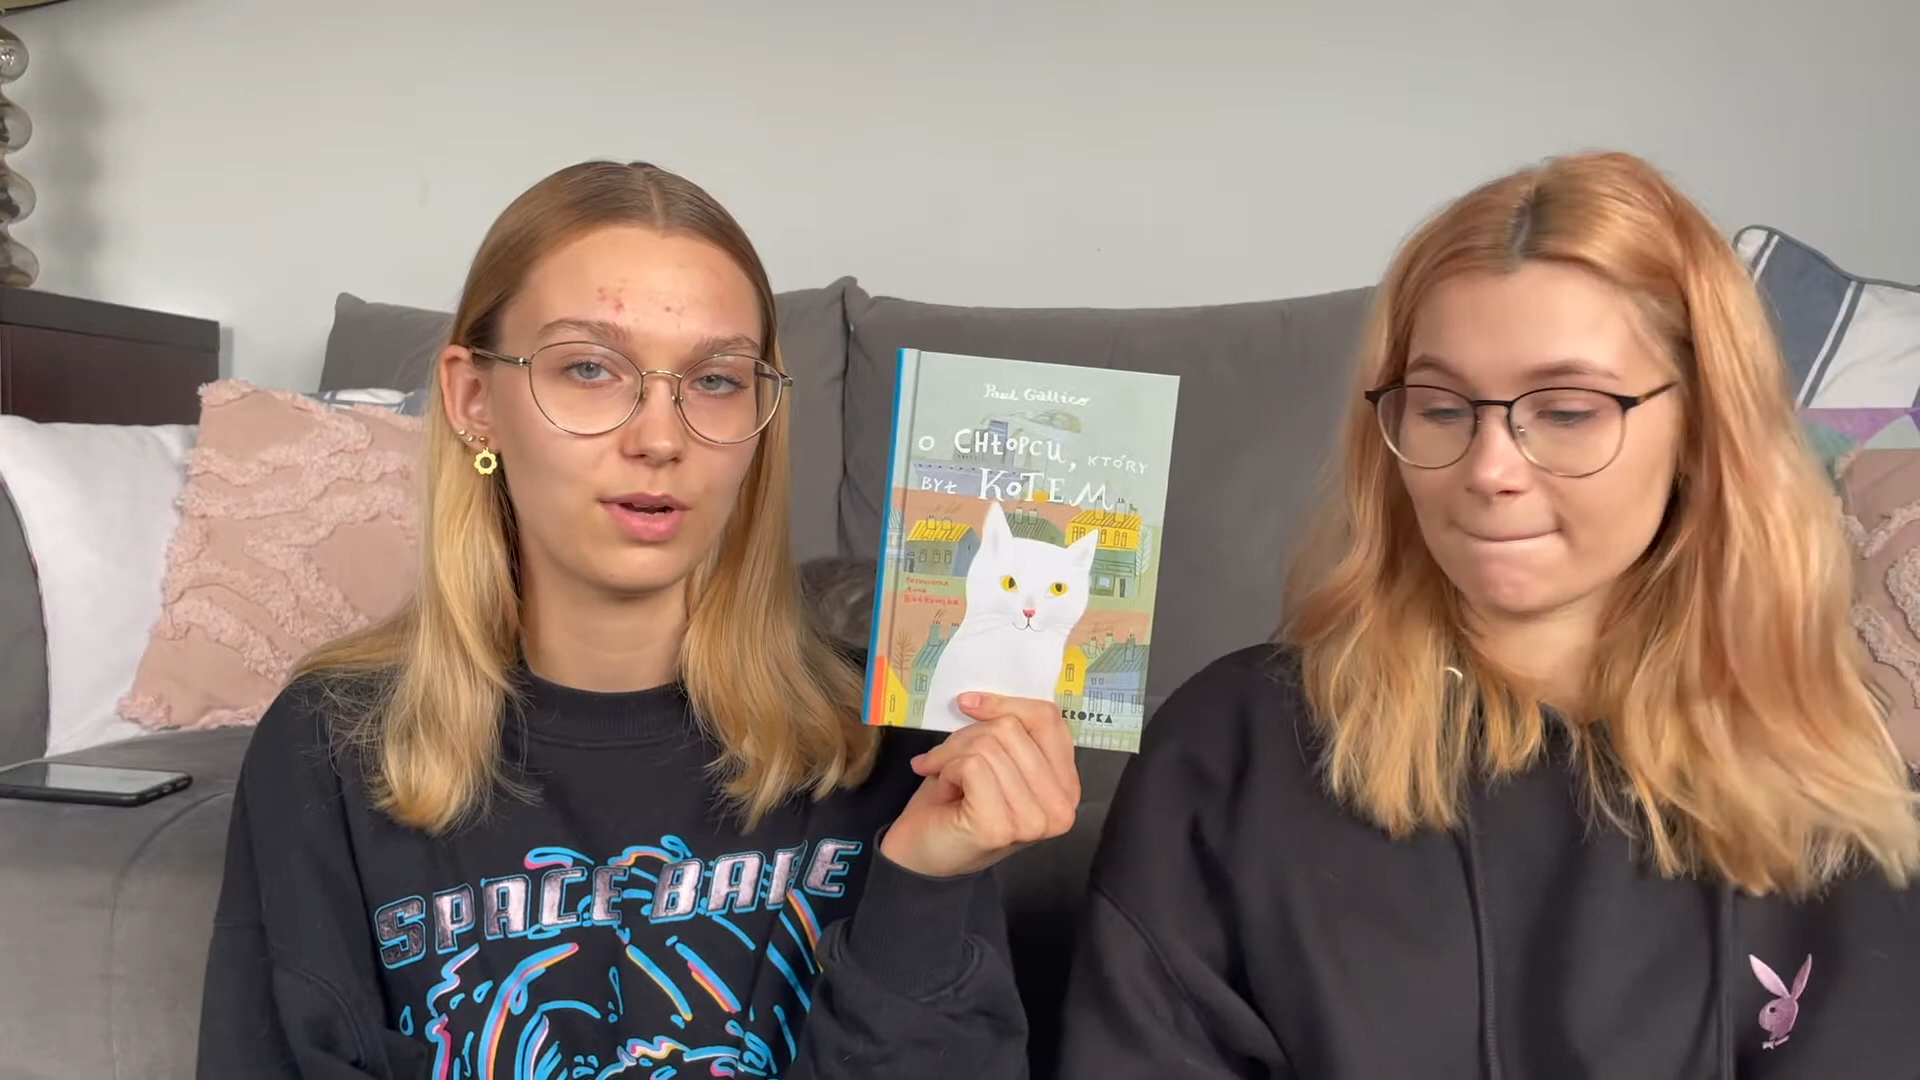 Paul Gallico
O CHŁOPCU, KTÓRY
BYŁ KOTEM
KROPKA
SPACE BABE